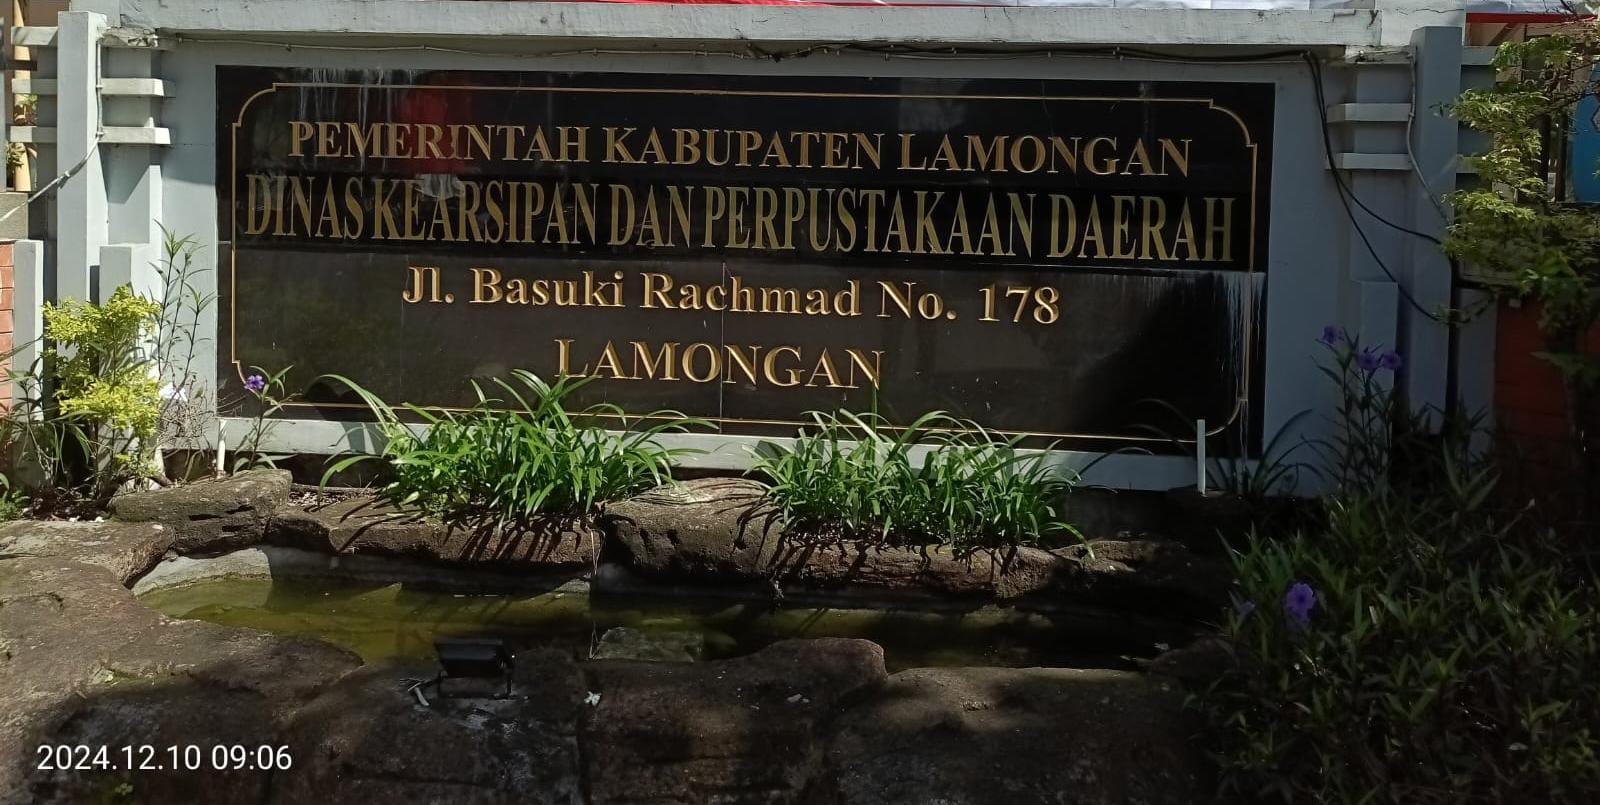 PEMERINTAH KABUPATEN LAMONGAN
DINAS KEARSIPAN DAN PERPUSTAKAAN DAERAH
Jl. Basuki Rachmad No. 178
LAMONGAN
2024.12.10 09:06